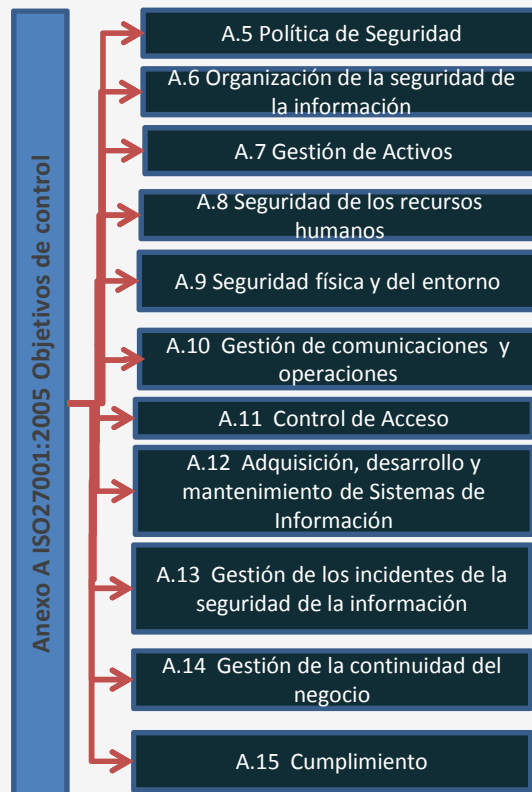 Anexo A ISO27001:2005 Objetivos de control
A.5 Política de Seguridad
A.6 Organización de la seguridad de
la información
A.7 Gestión de Activos
A.8 Seguridad de los recursos
humanos
A.9 Seguridad física y del entorno
A.10 Gestión de comunicaciones y
operaciones
A.11 Control de Acceso
A.12 Adquisición, desarrollo y
mantenimiento de Sistemas de
Información
A.13 Gestión de los incidentes de la
seguridad de la información
A.14 Gestión de la continuidad del
negocio
A.15 Cumplimiento